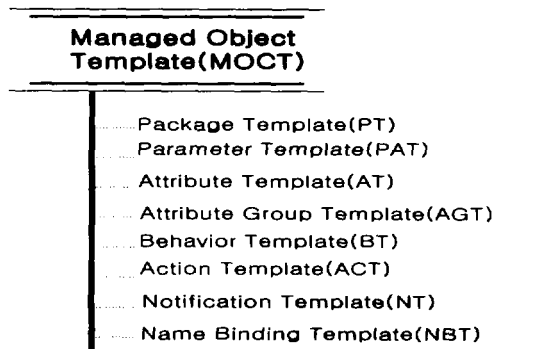 Managed Object
Template(MOCT)
Package Template(PT)
Parameter Template(PAT)
Attribute Template(AT)
Attribute Group Template(AGT)
Behavior Template(BT)
Action Template(ACT)
Notification Template(NT)
Name Binding Template(NBT)